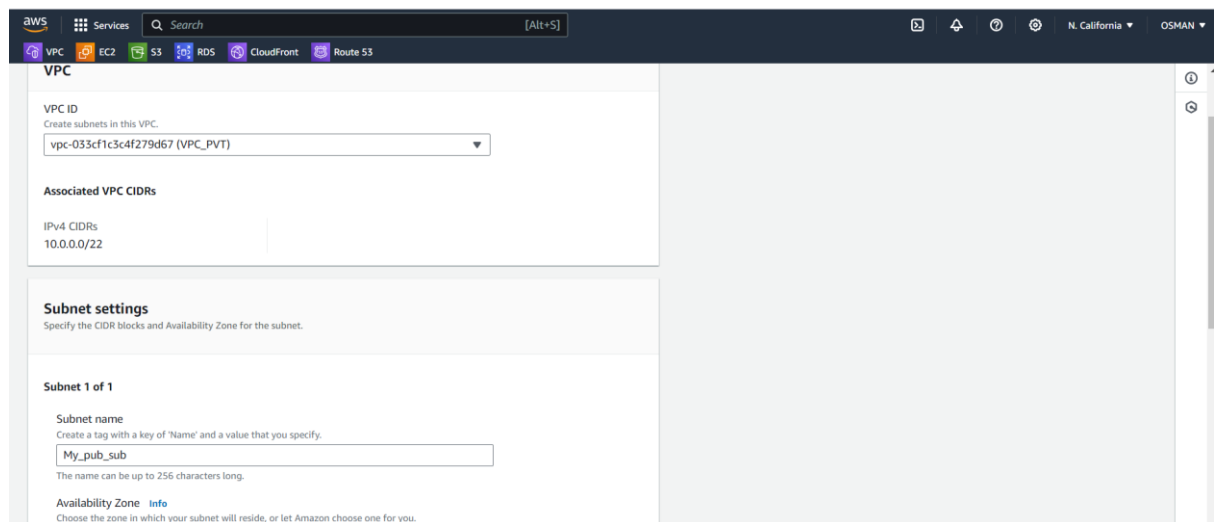 aws Services Search [Alt+S] N. California ▼ OSMAN ▼
VPC EC2 S3 RDS CloudFront Route 53
VPC
VPC ID
Create subnets in this VPC.
vpc-033cf1c3c4f279d67 (VPC_PVT)
Associated VPC CIDRs
IPv4 CIDRs
10.0.0.0/22
Subnet settings
Specify the CIDR blocks and Availability Zone for the subnet.
Subnet 1 of 1
Subnet name
Create a tag with a key of 'Name' and a value that you specify.
My_pub_sub
The name can be up to 256 characters long.
Availability Zone Info
Choose the zone in which your subnet will reside, or let Amazon choose one for you.